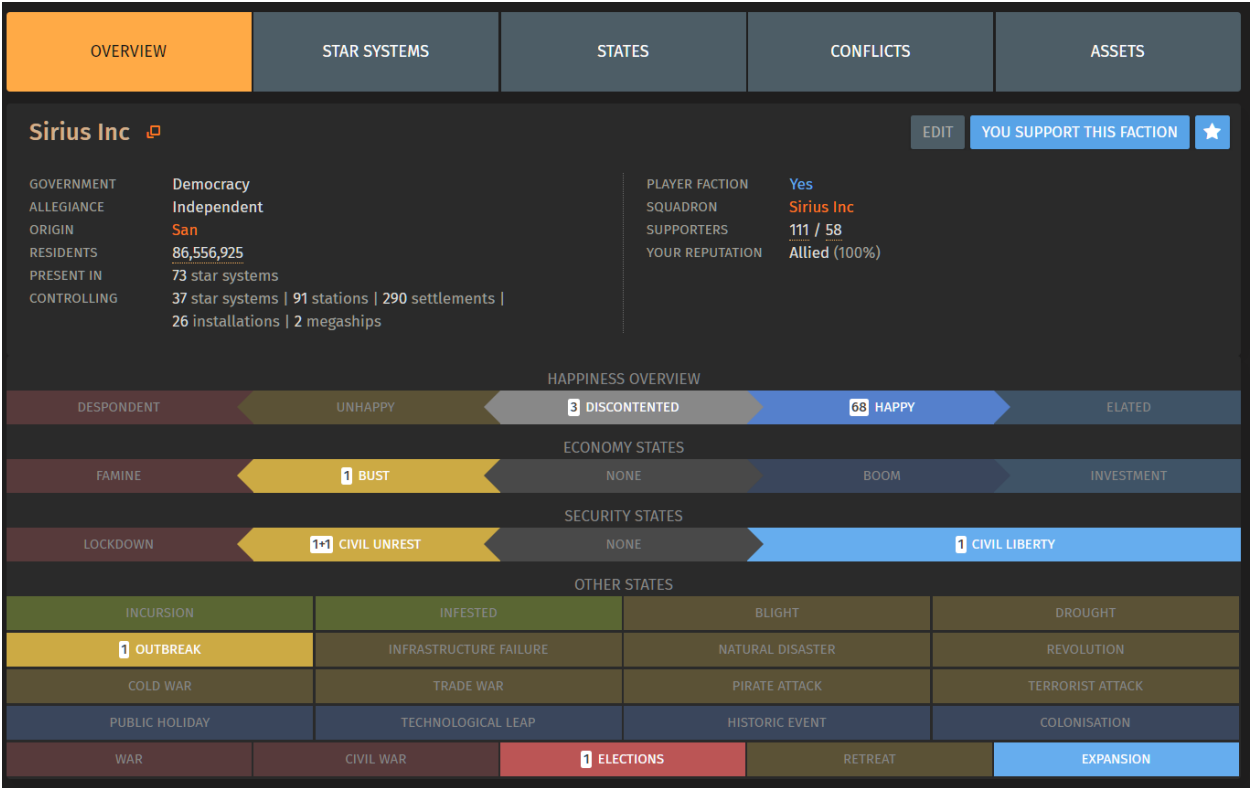 OVERVIEW STAR SYSTEMS STATES CONFLICTS ASSETS
Sirius Inc EDIT YOU SUPPORT THIS FACTION
GOVERNMENT Democracy
ALLEGIANCE Independent
ORIGIN San
RESIDENTS 86,556,925
PRESENT IN 73 star systems
CONTROLLING 37 star systems | 91 stations | 290 settlements |
26 installations | 2 megaships
PLAYER FACTION Yes
SQUADRON Sirius Inc
SUPPORTERS 111 / 58
YOUR REPUTATION Allied (100%)
HAPPINESS OVERVIEW
DESPONDENT UNHAPPY 3 DISCONTENTED 68 HAPPY ELATED
ECONOMY STATES
FAMINE 1 BUST NONE BOOM INVESTMENT
SECURITY STATES
LOCKDOWN 1+1 CIVIL UNREST NONE 1 CIVIL LIBERTY
OTHER STATES
INCURSION INFESTED BLIGHT DROUGHT
1 OUTBREAK INFRASTRUCTURE FAILURE NATURAL DISASTER REVOLUTION
COLD WAR TRADE WAR PIRATE ATTACK TERRORIST ATTACK
PUBLIC HOLIDAY TECHNOLOGICAL LEAP HISTORIC EVENT COLONISATION
WAR CIVIL WAR 1 ELECTIONS RETREAT EXPANSION